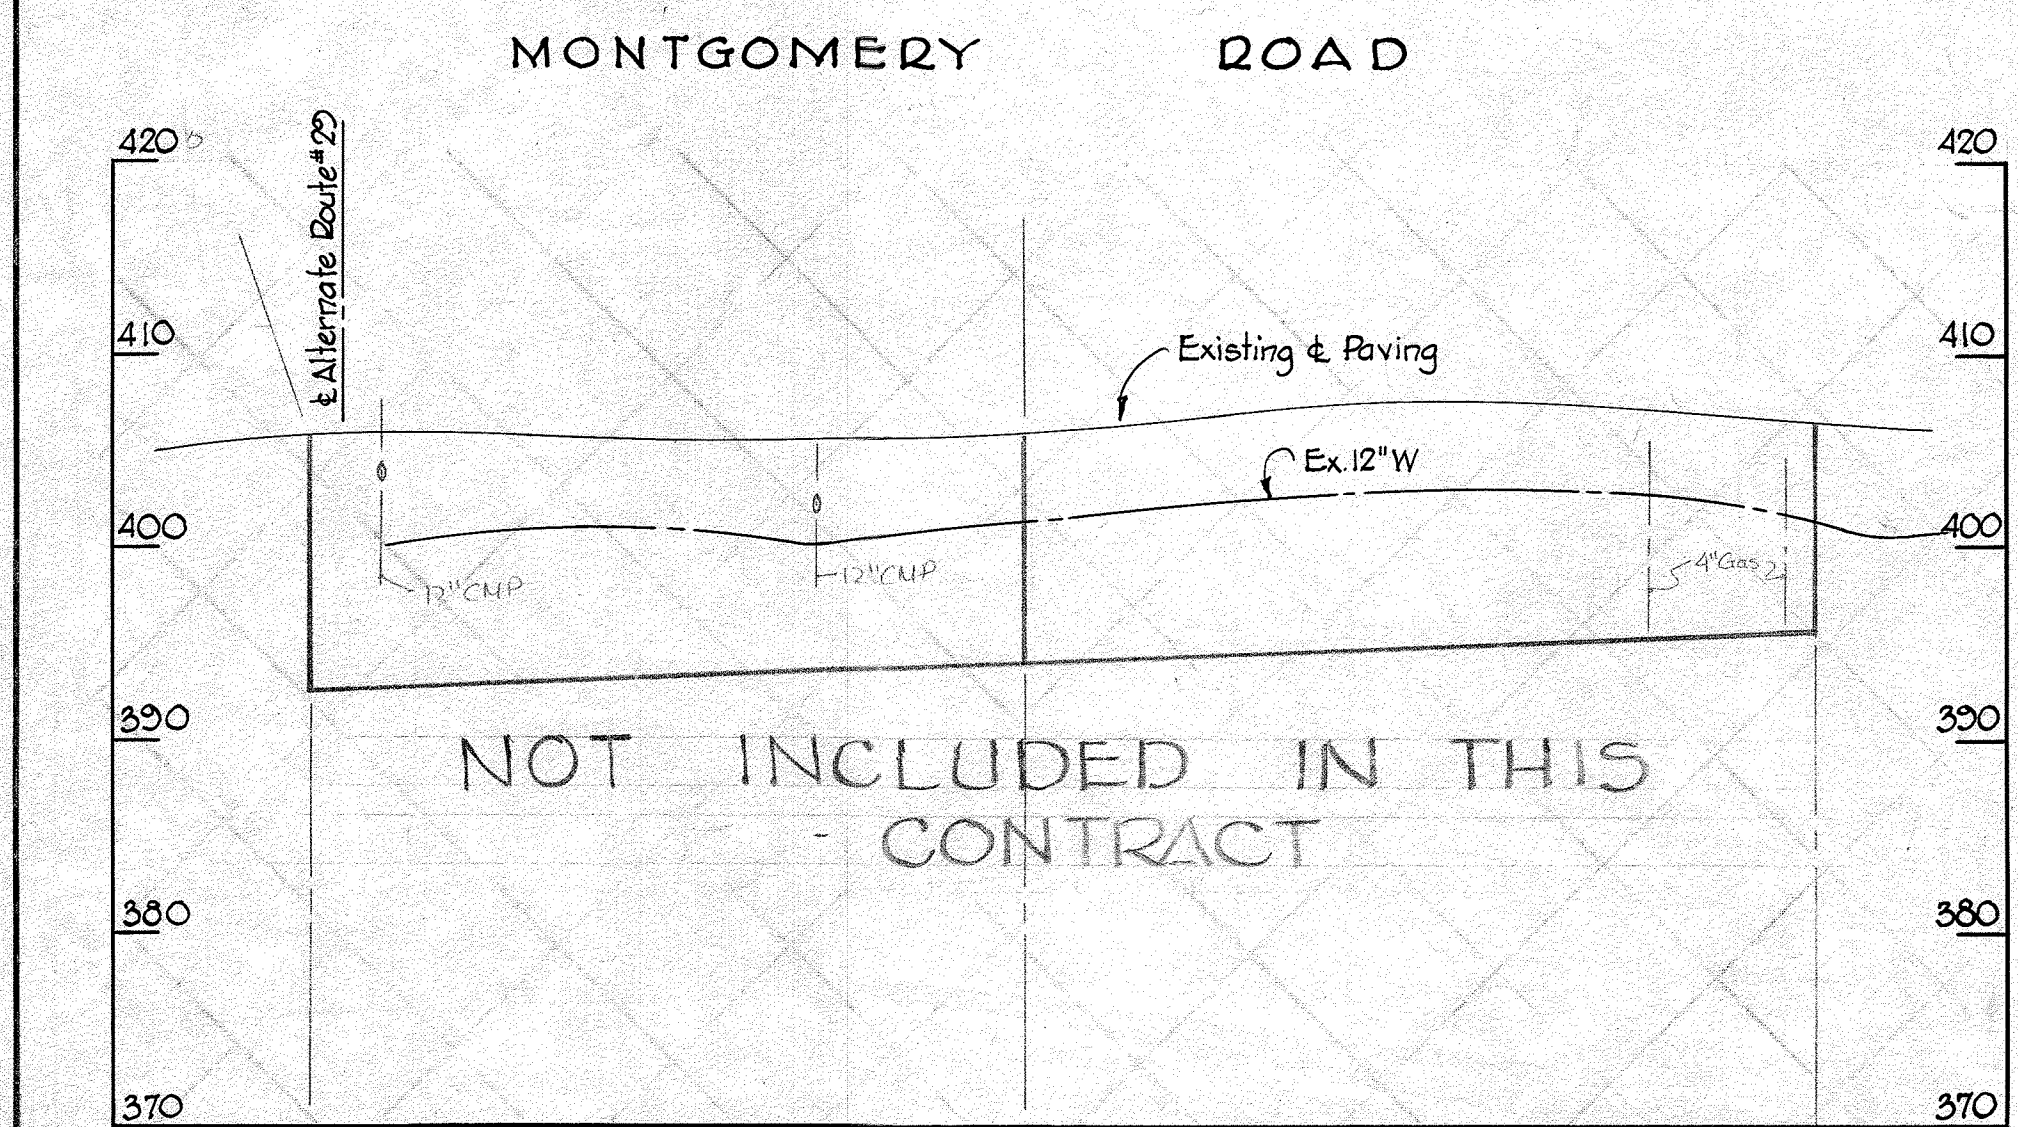 MONTGOMERY ROAD
℄ Alternate Route #29
420 420
410 410
Existing ℄ Paving
Ex. 12" W
400 400
12" CMP
12" CMP
4" Gas
390 390
NOT INCLUDED IN THIS
CONTRACT
380 380
370 370